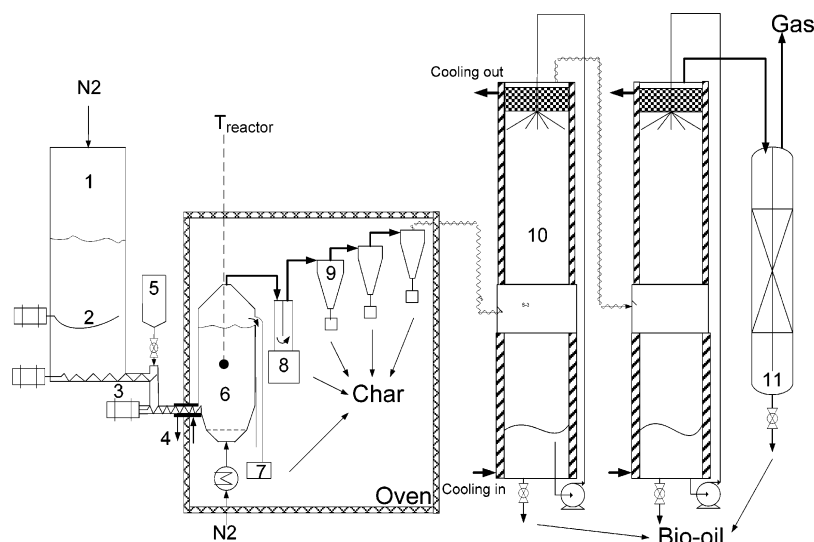 Gas
Cooling out
N2
T reactor
1
10
9
5
2
8
6
3
11
Char
4
7
Oven
Cooling in
N2
Bio-oil